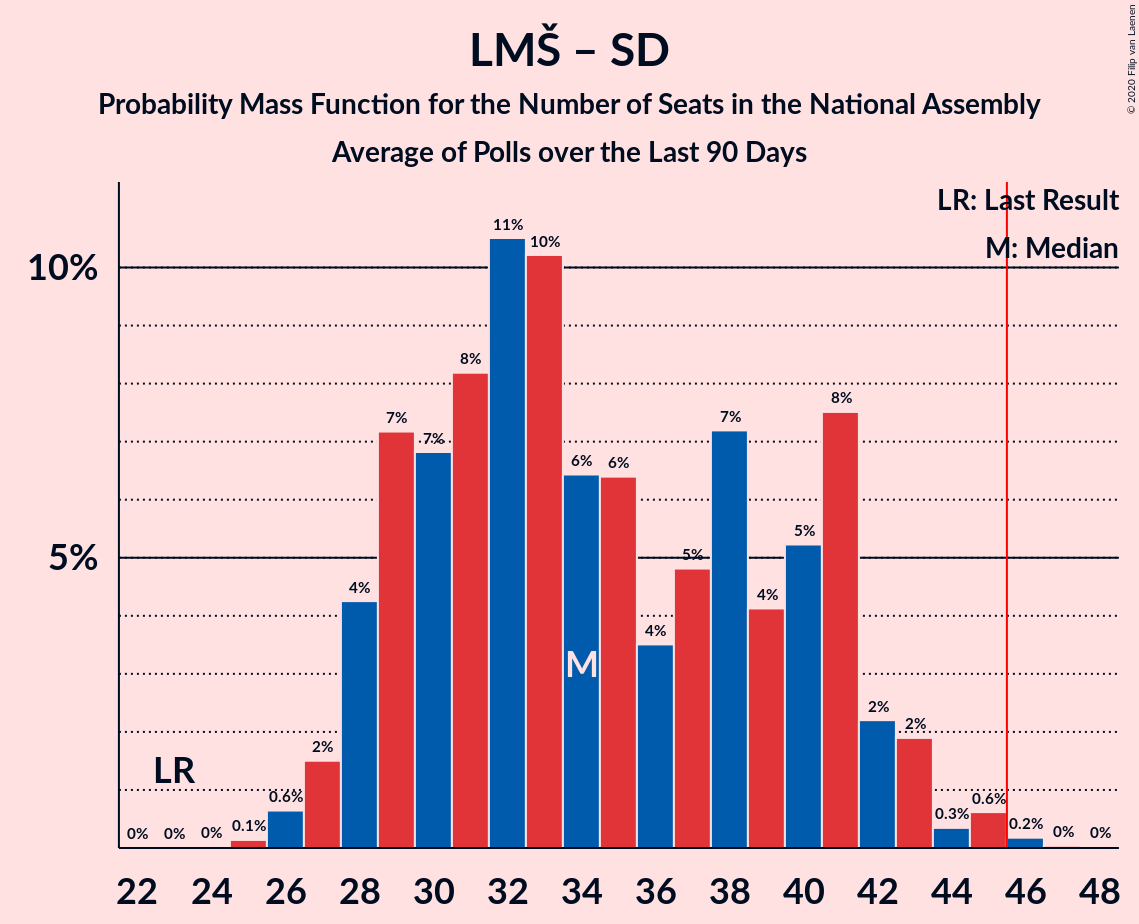 LMŠ – SD
Probability Mass Function for the Number of Seats in the National Assembly
Average of Polls over the Last 90 Days
© 2020 Filip van Laenen
LR: Last Result
M: Median
10%
5%
0% 0% 0% 0.1% 0.6% 2% 4% 7% 7% 8% 11% 10% 6% 6% 4% 5% 7% 4% 5% 8% 2% 2% 0.3% 0.6% 0.2% 0% 0%
M
LR
22 24 26 28 30 32 34 36 38 40 42 44 46 48